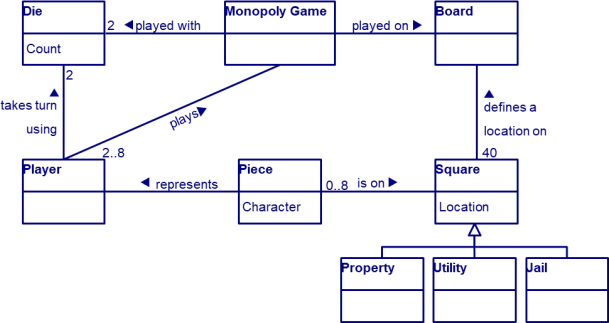 Die
Monopoly Game
Board
2
played with
played on
Count
2
takes turn
using
plays
defines a
location on
2..8
40
Player
Piece
Square
represents
0..8
is on
Character
Location
Property
Utility
Jail